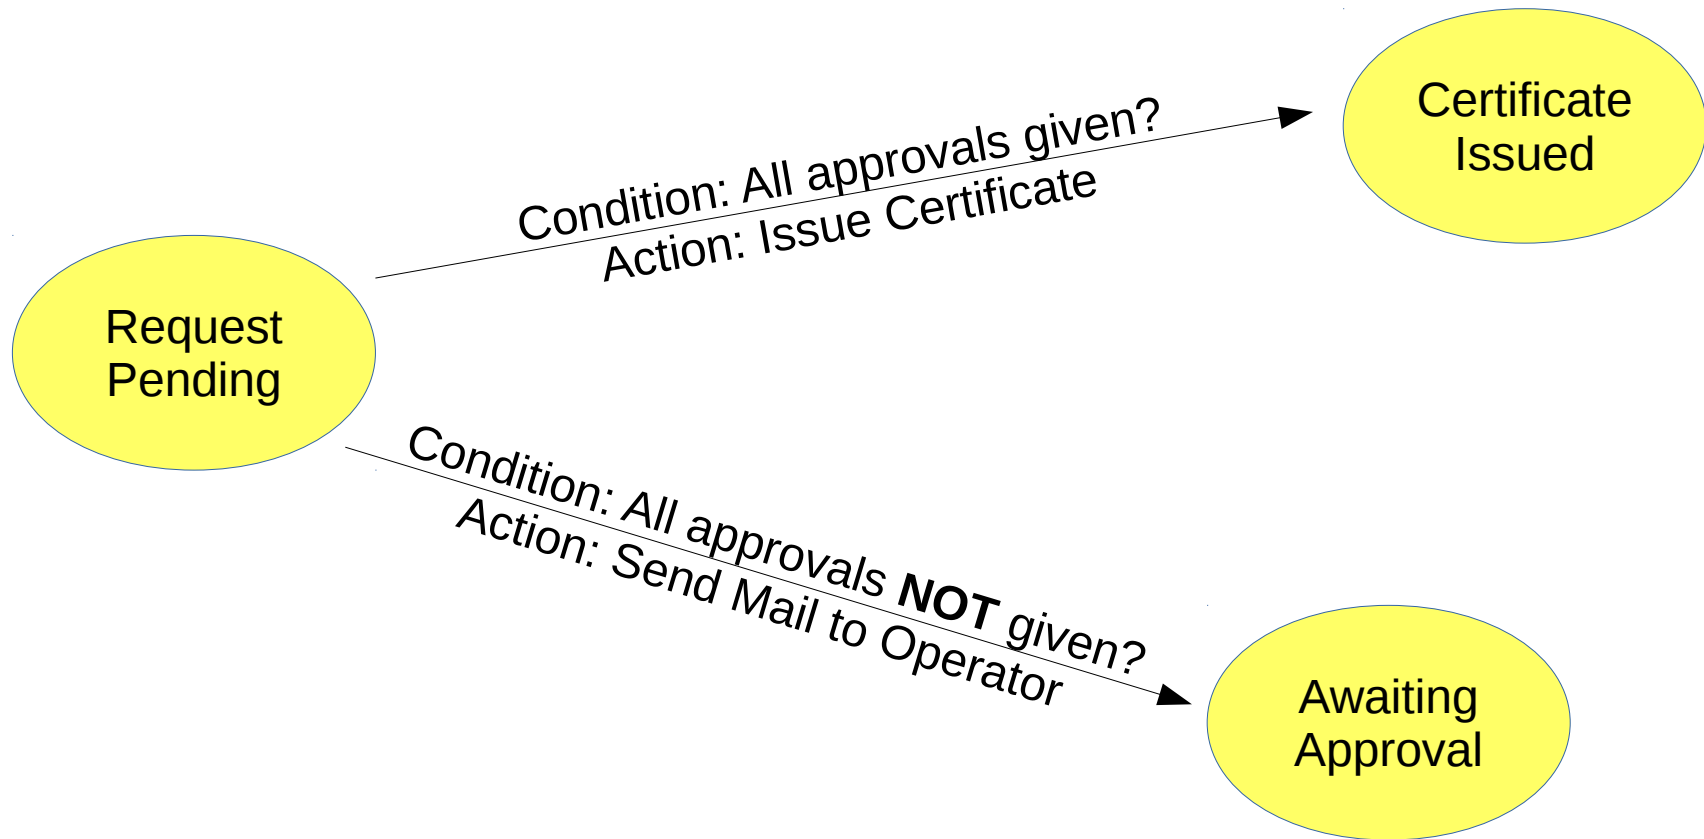 Certificate
Issued
Condition: All approvals given?
Action: Issue Certificate
Request
Pending
Condition: All approvals NOT given?
Action: Send Mail to Operator
Awaiting
Approval